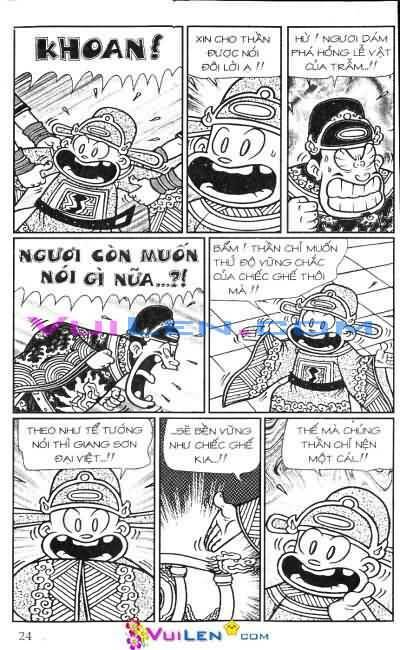 KHOAN!
XIN CHO THẦN
ĐƯỢC NÓI
ĐÔI LỜI Ạ !!
HỪ ! NGƯƠI DÁM
PHÁ HỎNG LỄ VẬT
CỦA TRẪM...!!
NGƯƠI CÒN MUỐN
NÓI GÌ NỮA...?!
BẨM ! THẦN CHỈ MUỐN
THỬ ĐỘ VỮNG CHẮC
CỦA CHIẾC GHẾ THÔI
MÀ !!
VUILEN.COM
THEO NHƯ TỂ TƯỚNG
NÓI THÌ GIANG SƠN
ĐẠI VIỆT...!!
...SẼ BỀN VỮNG
NHƯ CHIẾC GHẾ
KIA...!!
THẾ MÀ CHÚNG
THẦN CHỈ NỆN
MỘT CÁI...!!
24
VUILEN.COM